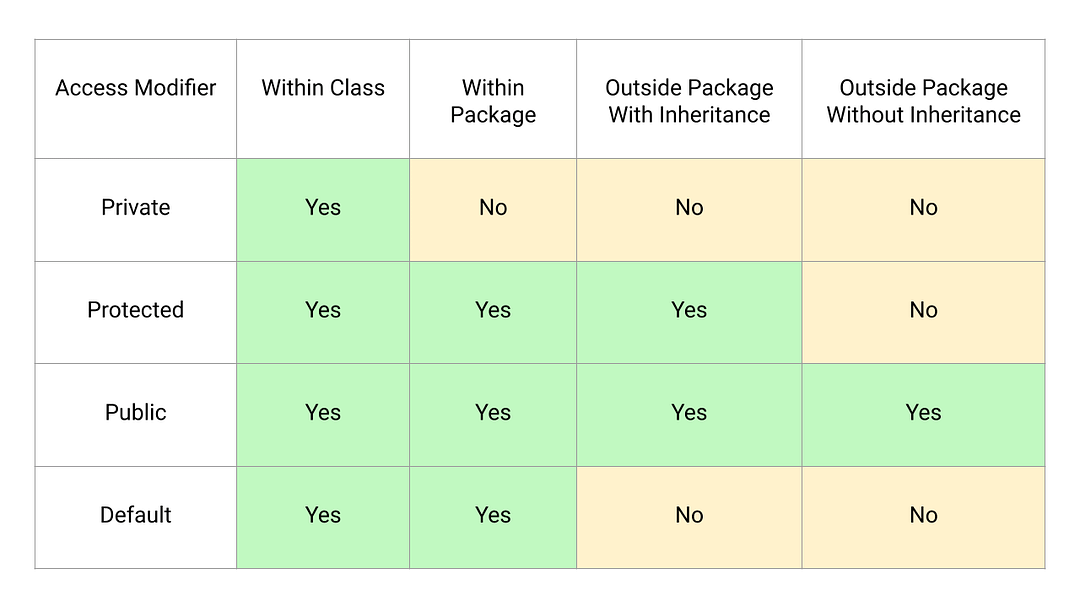 Access Modifier
Within Class
Within
Package
Outside Package
With Inheritance
Outside Package
Without Inheritance
Private
Yes
No
No
No
Protected
Yes
Yes
Yes
No
Public
Yes
Yes
Yes
Yes
Default
Yes
Yes
No
No